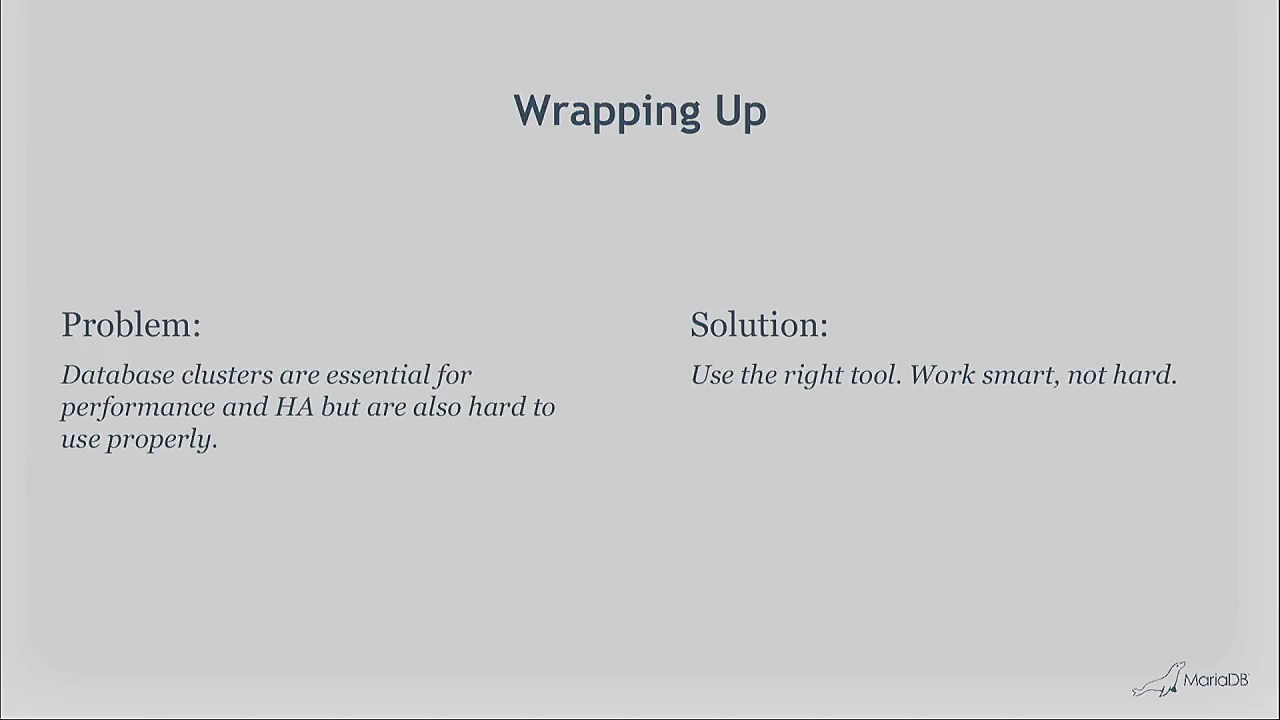 Wrapping Up
Problem:
Database clusters are essential for
performance and HA but are also hard to
use properly.
Solution:
Use the right tool. Work smart, not hard.
MariaDB